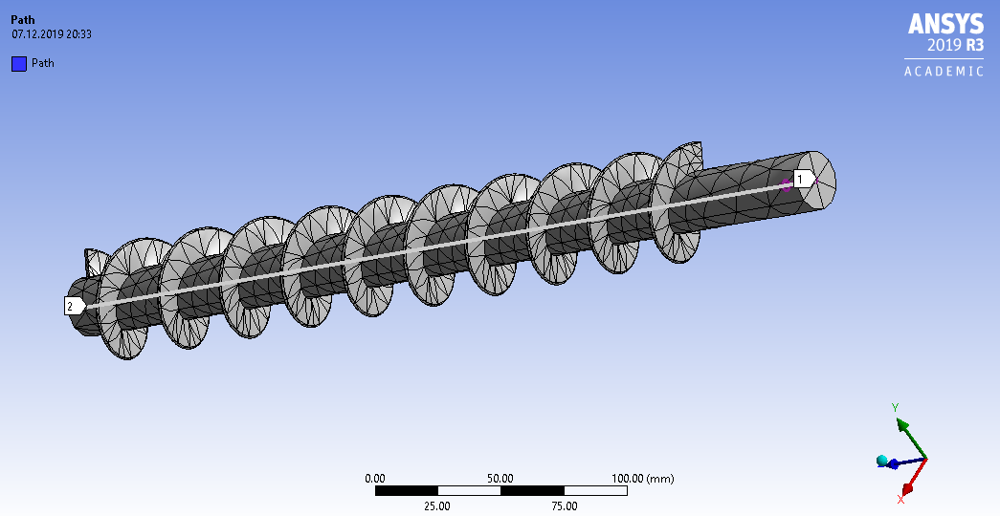 Path
07.12.2019 20:33
Path
ANSYS
2019 R3
ACADEMIC
1
2
Y
X
0.00 50.00 100.00 (mm)
25.00 75.00